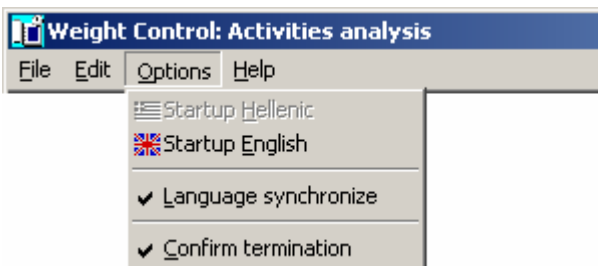 Weight Control: Activities analysis
File Edit Options Help
Startup Hellenic
Startup English
Language synchronize
Confirm termination